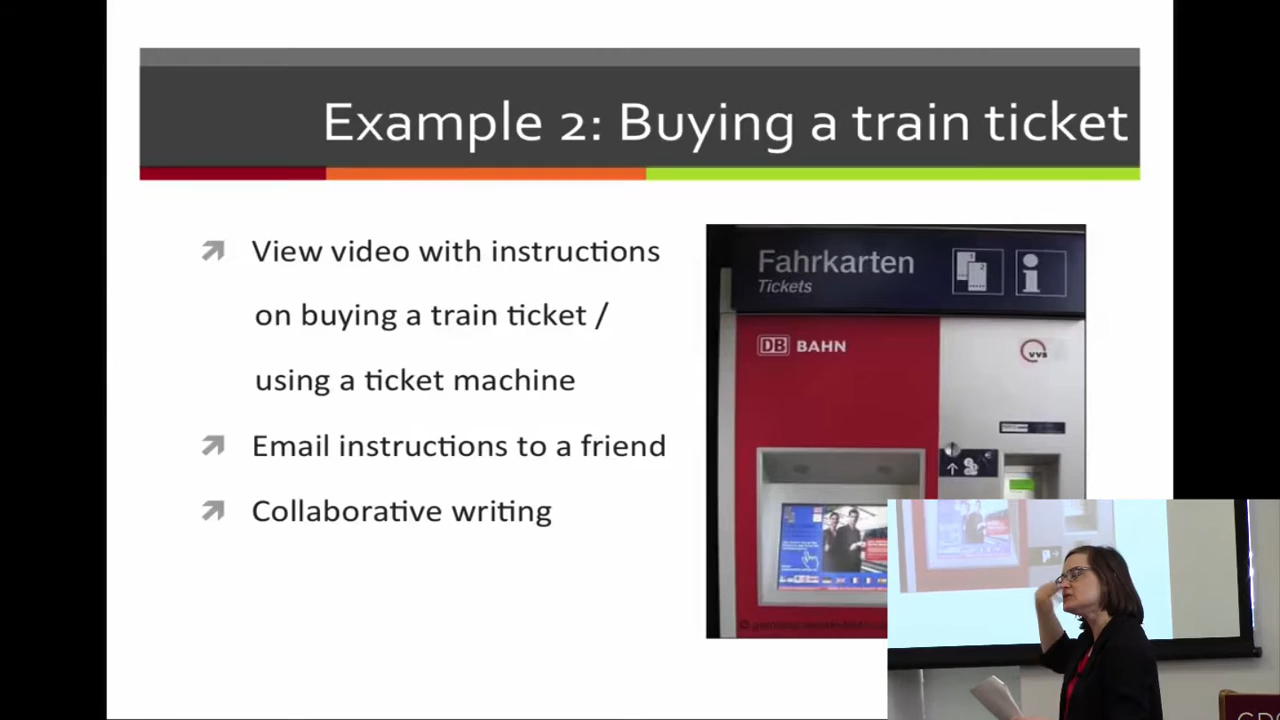 Example 2: Buying a train ticket
View video with instructions
on buying a train ticket /
using a ticket machine
Email instructions to a friend
Collaborative writing
Fahrkarten
Tickets
DB BAHN
VVS